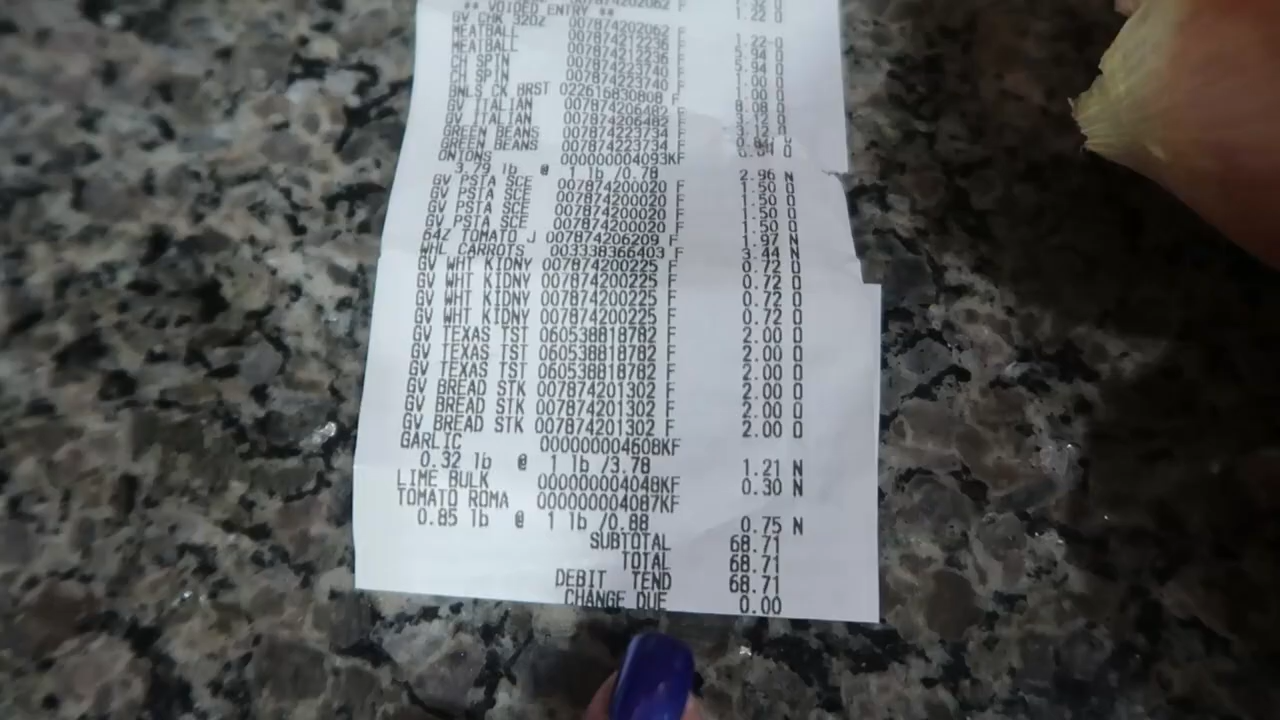 007874202062 F 1.32 O
** VOIDED ENTRY **
1.22 O
GV CHK 32OZ 007874202062 F 1.22 O
MEATBALL 007874212236 F 5.94 O
MEATBALL 007874212236 F 5.94 O
CH SPIN 007874223740 F 1.00 O
CH SPIN 007874223740 F 1.00 O
BNLS CK BRST 022616830808 F 8.08 O
GV ITALIAN 007874206482 F 3.12 O
GV ITALIAN 007874206482 F 3.12 O
GREEN BEANS 007874223734 F
GREEN BEANS 007874223734 F
ONIONS 000000004093KF
3.79 lb @ 1 lb /0.78 2.96 N
GV PSTA SCE 007874200020 F 1.50 O
GV PSTA SCE 007874200020 F 1.50 O
GV PSTA SCE 007874200020 F 1.50 O
GV PSTA SCE 007874200020 F 1.50 O
64Z TOMATO J 007874206209 F 1.97 N
WHL CARROTS 003338366403 F 3.44 N
GV WHT KIDNY 007874200225 F 0.72 O
GV WHT KIDNY 007874200225 F 0.72 O
GV WHT KIDNY 007874200225 F 0.72 O
GV WHT KIDNY 007874200225 F 0.72 O
GV TEXAS TST 060538818782 F 2.00 O
GV TEXAS TST 060538818782 F 2.00 O
GV TEXAS TST 060538818782 F 2.00 O
GV BREAD STK 007874201302 F 2.00 O
GV BREAD STK 007874201302 F 2.00 O
GV BREAD STK 007874201302 F 2.00 O
GARLIC 000000004608KF
0.32 lb @ 1 lb /3.78 1.21 N
LIME BULK 000000004048KF 0.30 N
TOMATO ROMA 000000004087KF
0.85 lb @ 1 lb /0.88 0.75 N
SUBTOTAL 68.71
TOTAL 68.71
DEBIT TEND 68.71
CHANGE DUE 0.00